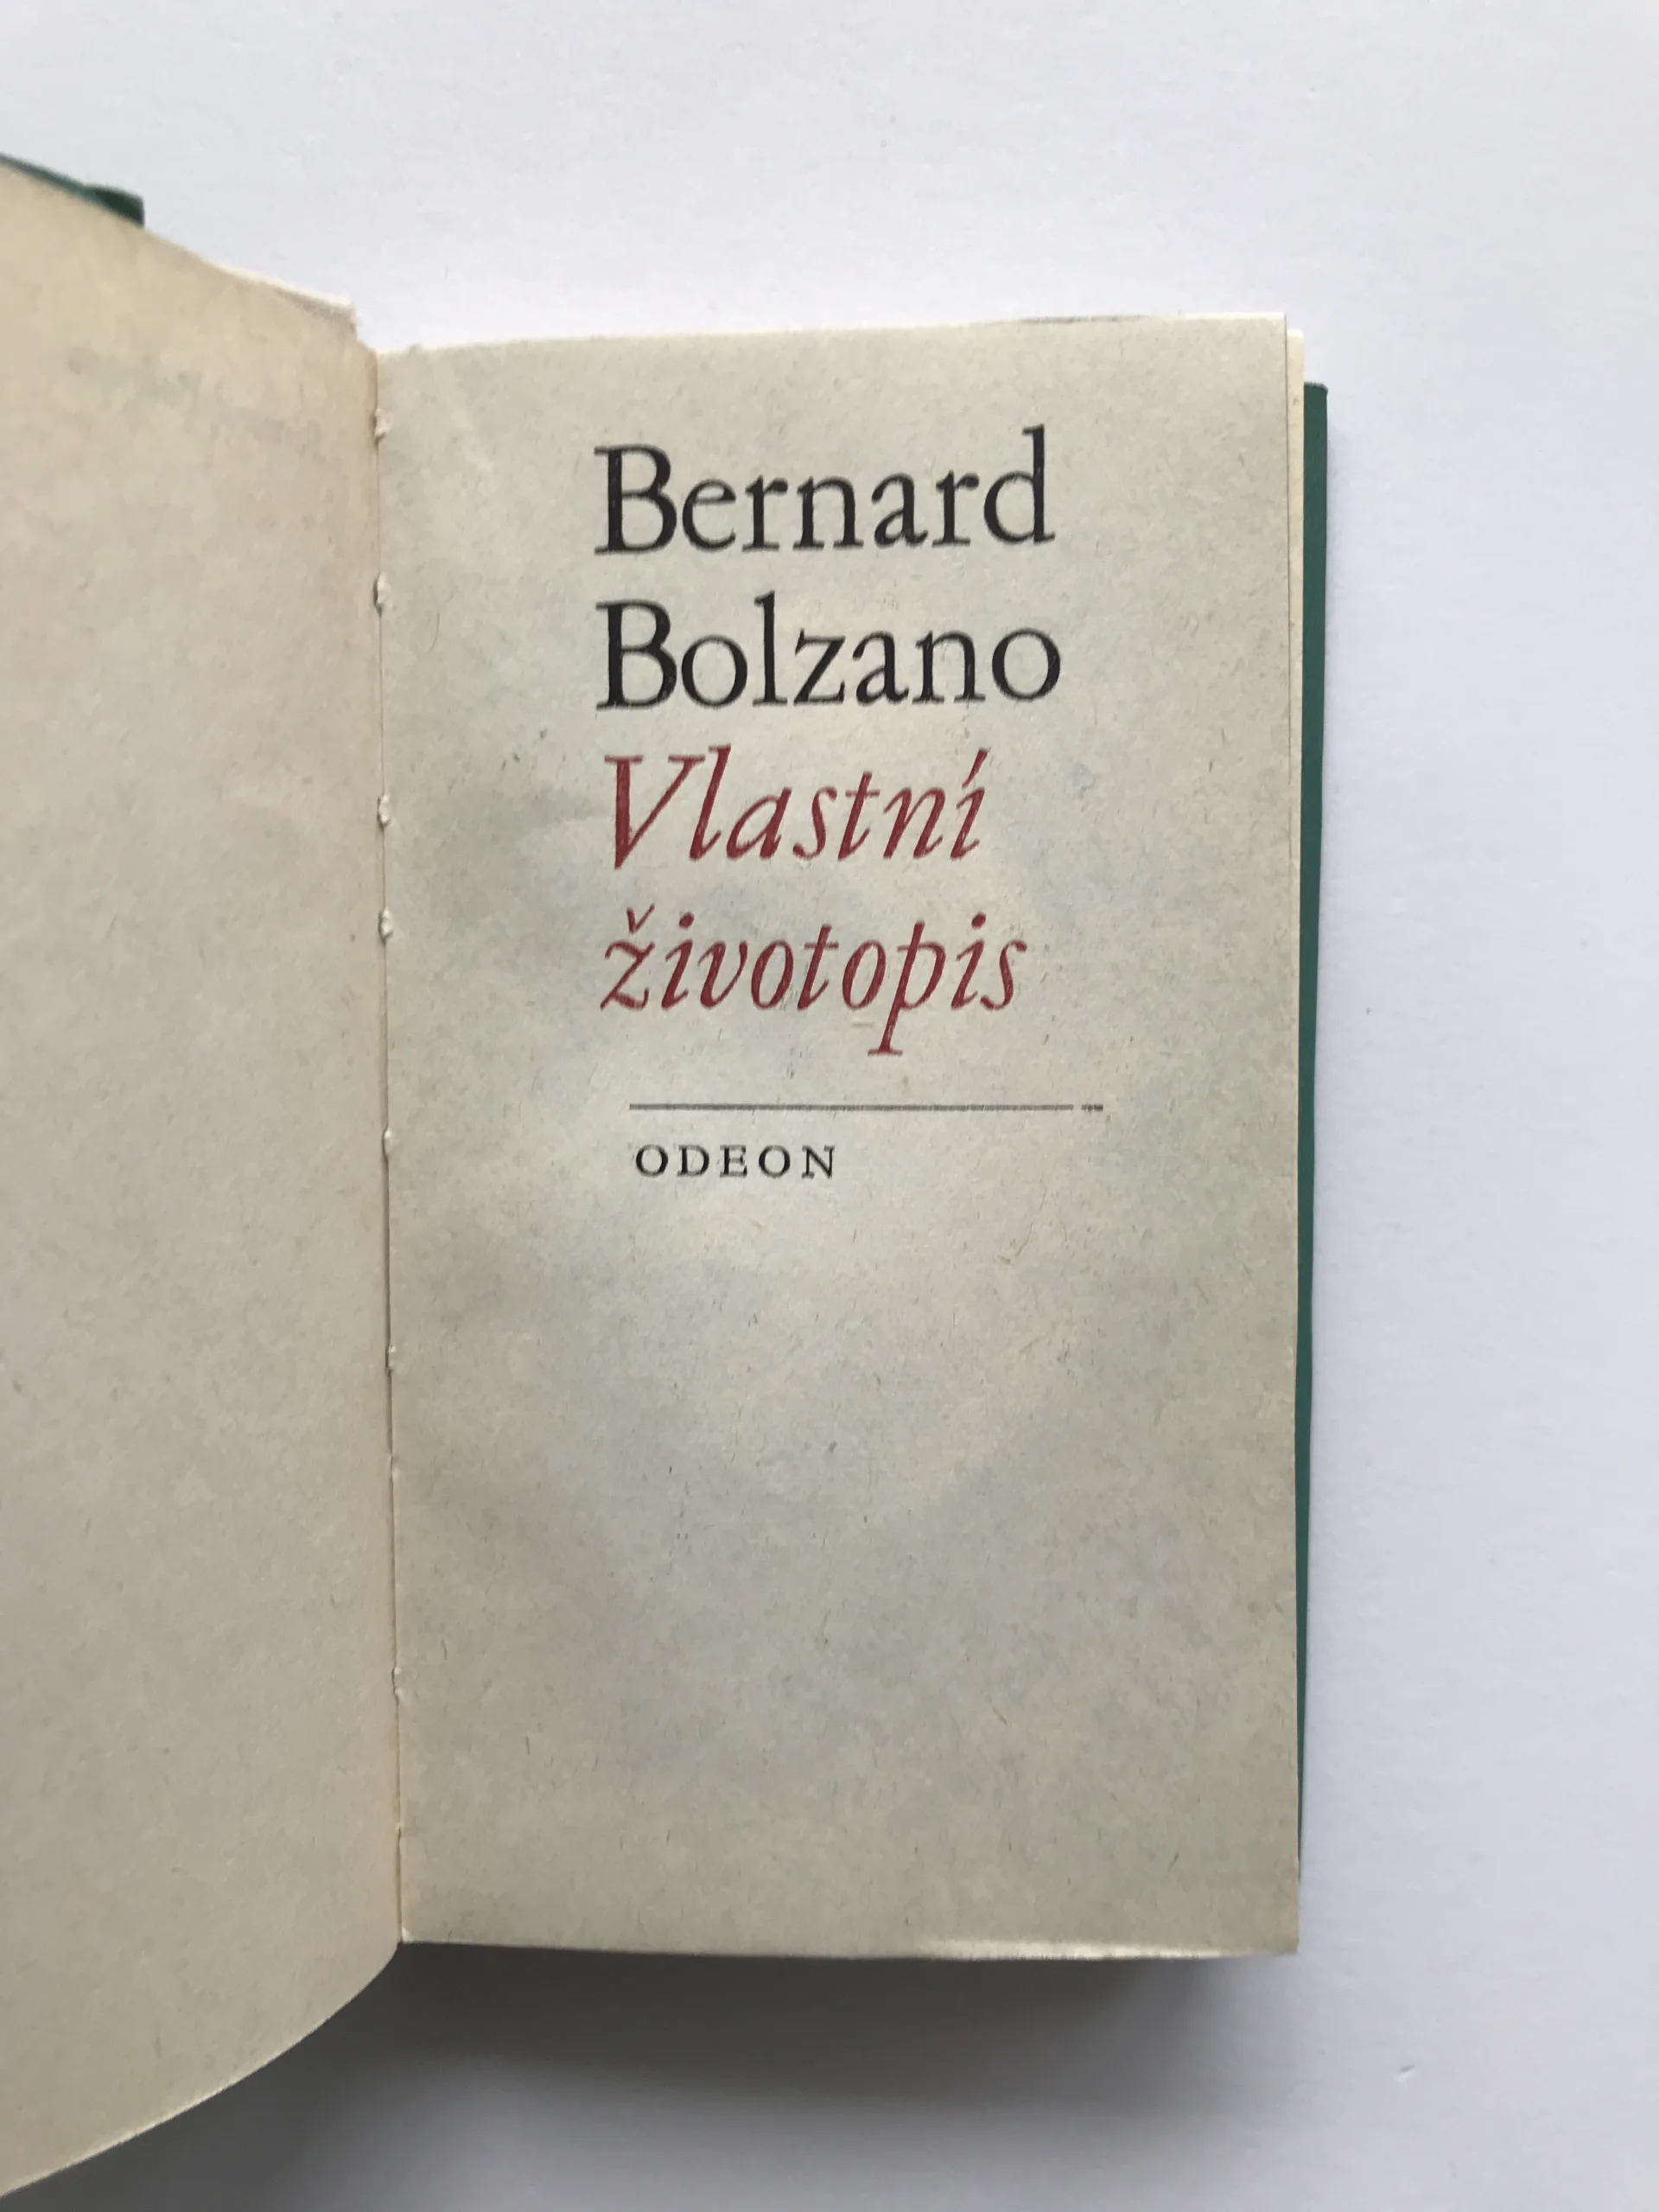 Bernard
Bolzano
Vlastní
životopis
ODEON